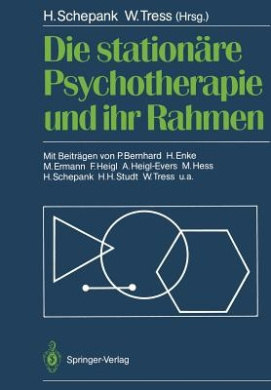 H. Schepank W. Tress (Hrsg.)
Die stationäre
Psychotherapie
und ihr Rahmen
Mit Beiträgen von P. Bernhard H. Enke
M. Ermann F. Heigl A. Heigl-Evers M. Hess
H. Schepank H.H. Studt W. Tress u.a.
Springer-Verlag